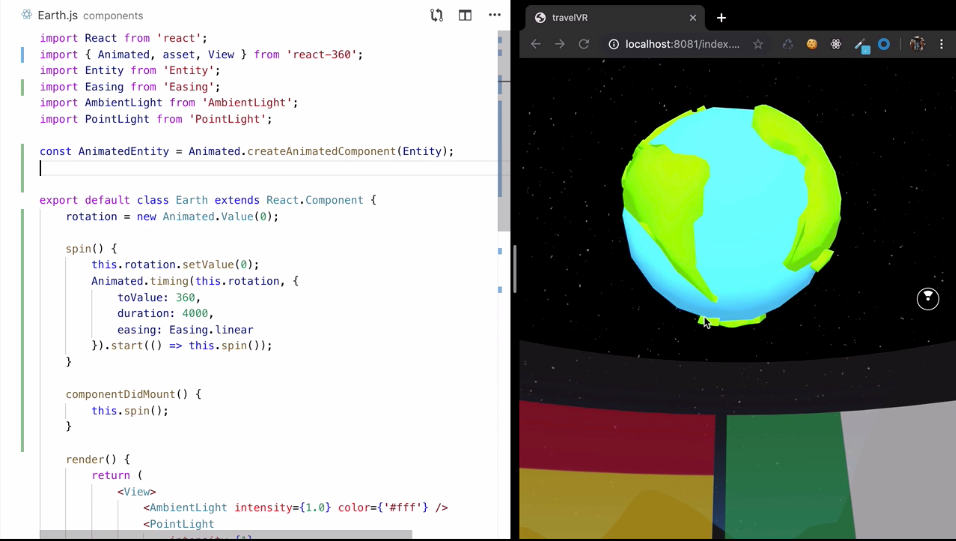 Earth.js components
import React from 'react';
import { Animated, asset, View } from 'react-360';
import Entity from 'Entity';
import Easing from 'Easing';
import AmbientLight from 'AmbientLight';
import PointLight from 'PointLight';
const AnimatedEntity = Animated.createAnimatedComponent(Entity);
export default class Earth extends React.Component {
rotation = new Animated.Value(0);
spin() {
this.rotation.setValue(0);
Animated.timing(this.rotation, {
toValue: 360,
duration: 4000,
easing: Easing.linear
}).start(() => this.spin());
}
componentDidMount() {
this.spin();
}
render() {
return (
<View>
<AmbientLight intensity={1.0} color={'#fff'} />
<PointLight
travelVR
localhost:8081/index....